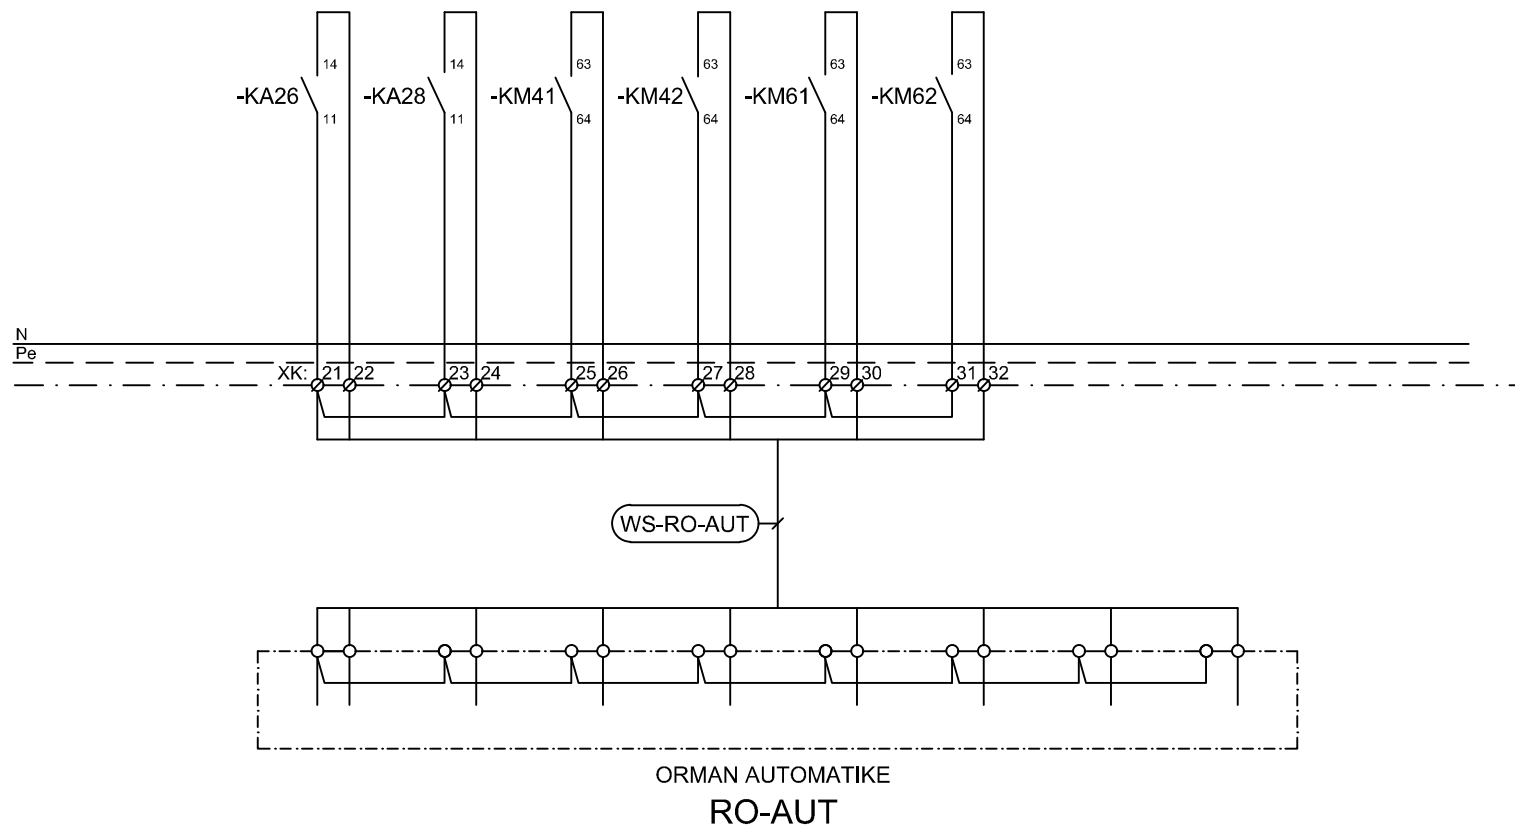 14 14 63 63 63 63
-KA26 -KA28 -KM41 -KM42 -KM61 -KM62
11 11 64 64 64 64
N
Pe
XK: 21 22 23 24 25 26 27 28 29 30 31 32
WS-RO-AUT
ORMAN AUTOMATIKE
RO-AUT